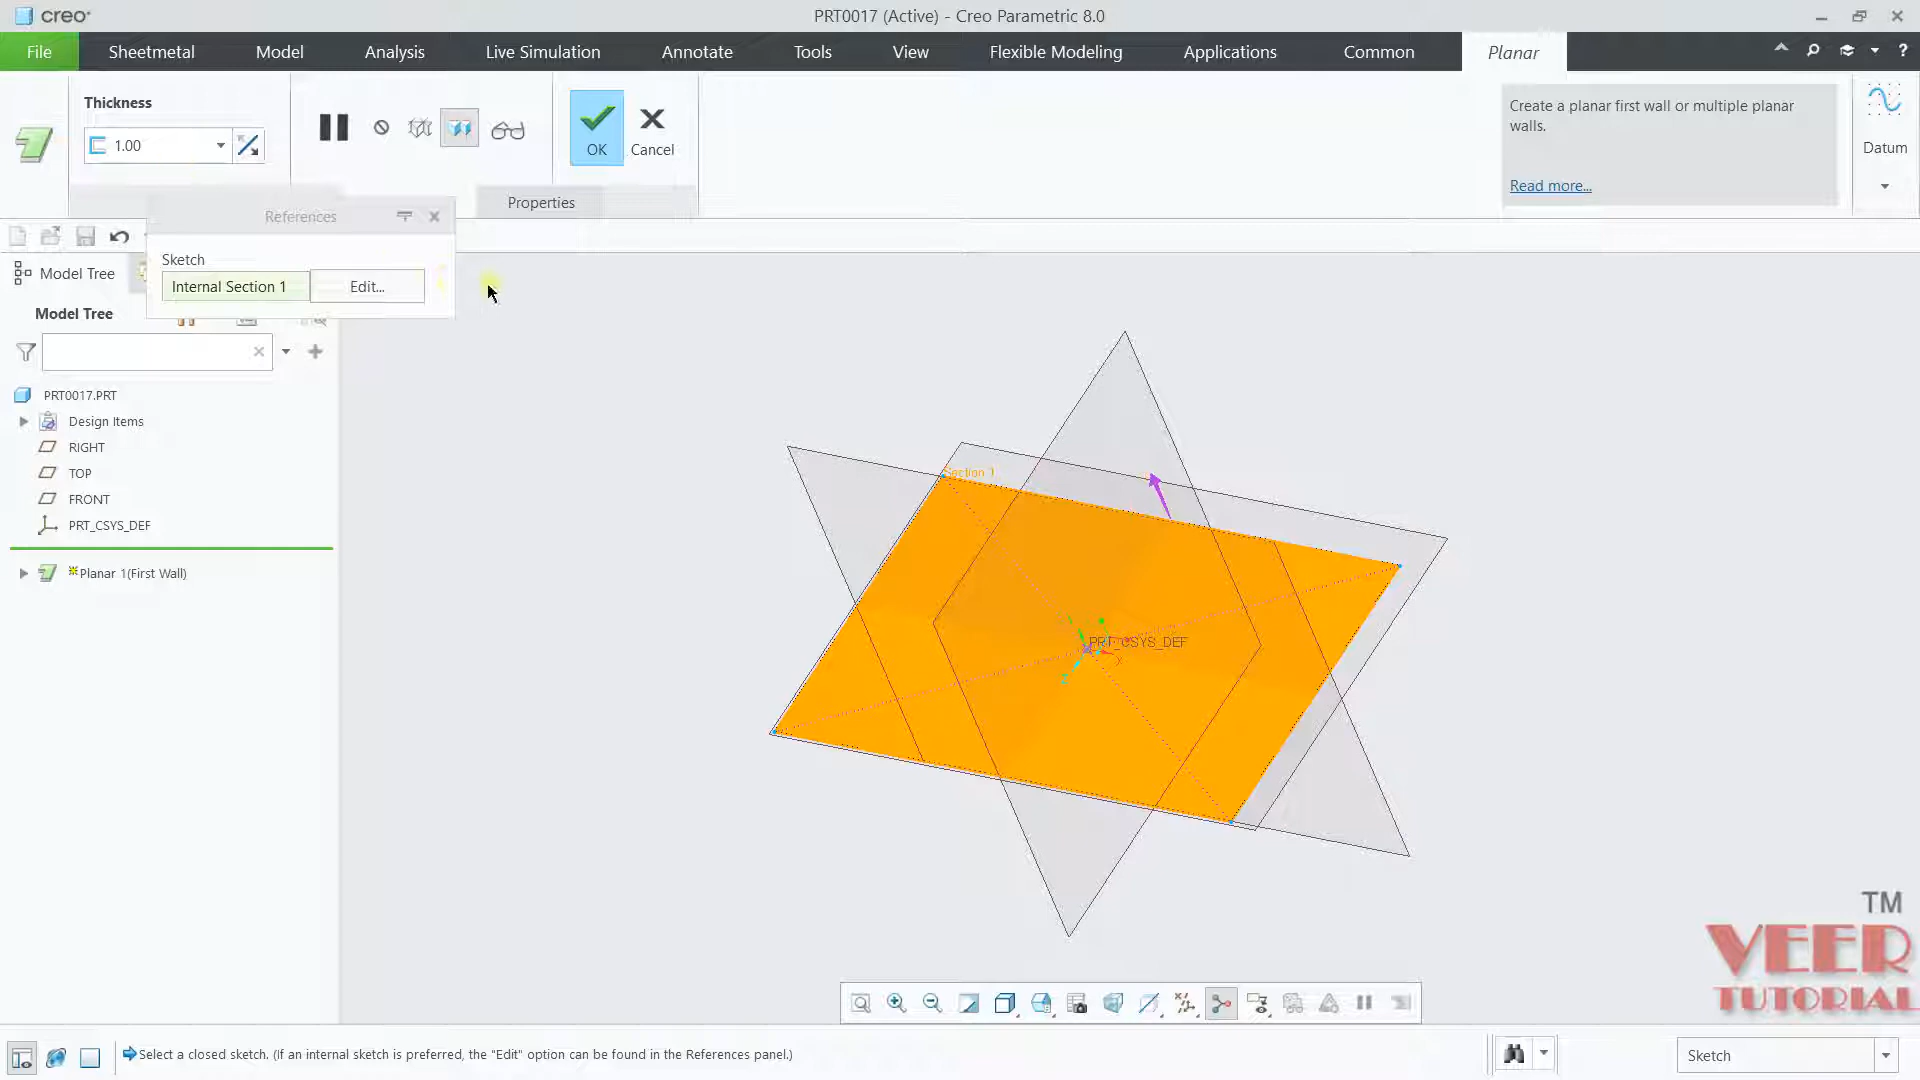 creo®
PRT0017 (Active) - Creo Parametric 8.0
File
Sheetmetal
Model
Analysis
Live Simulation
Annotate
Tools
View
Flexible Modeling
Applications
Common
Planar
?
Thickness
1.00
OK
Cancel
Create a planar first wall or multiple planar
walls.
Read more...
Datum
Properties
References
Sketch
Internal Section 1
Edit...
Model Tree
Model Tree
PRT0017.PRT
Design Items
RIGHT
TOP
FRONT
PRT_CSYS_DEF
Planar 1(First Wall)
Section 1
PRT_CSYS_DEF
X
Z
TM
VEER
TUTORIAL
Select a closed sketch. (If an internal sketch is preferred, the "Edit" option can be found in the References panel.)
Sketch